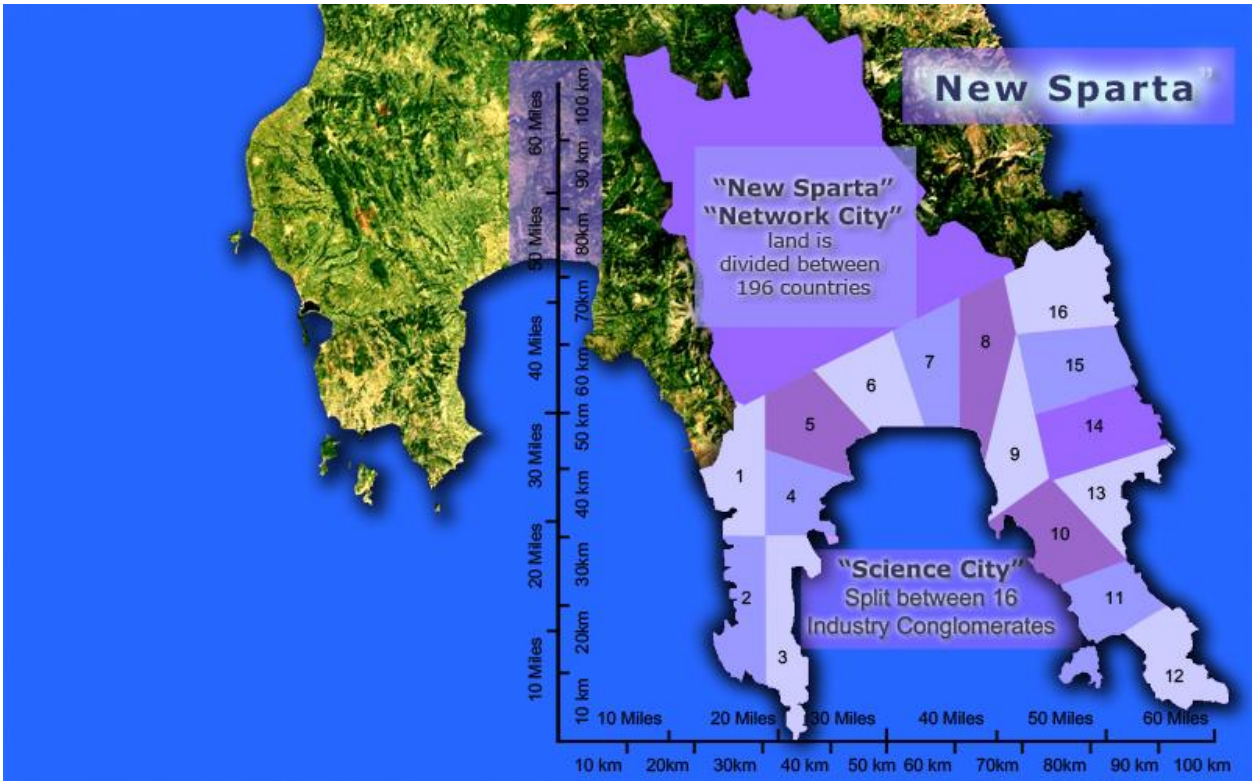 "New Sparta"
"New Sparta"
"Network City"
land is
divided between
196 countries
1
2
3
4
5
6
7
8
9
10
11
12
13
14
15
16
"Science City"
Split between 16
Industry Conglomerates
60 Miles
50 Miles
40 Miles
30 Miles
20 Miles
10 Miles
100 km
90 km
80km
70km
60 km
50 km
40 km
30km
20km
10 km
10 Miles 20 Miles 30 Miles 40 Miles 50 Miles 60 Miles
10 km 20km 30km 40 km 50 km 60 km 70km 80km 90 km 100 km